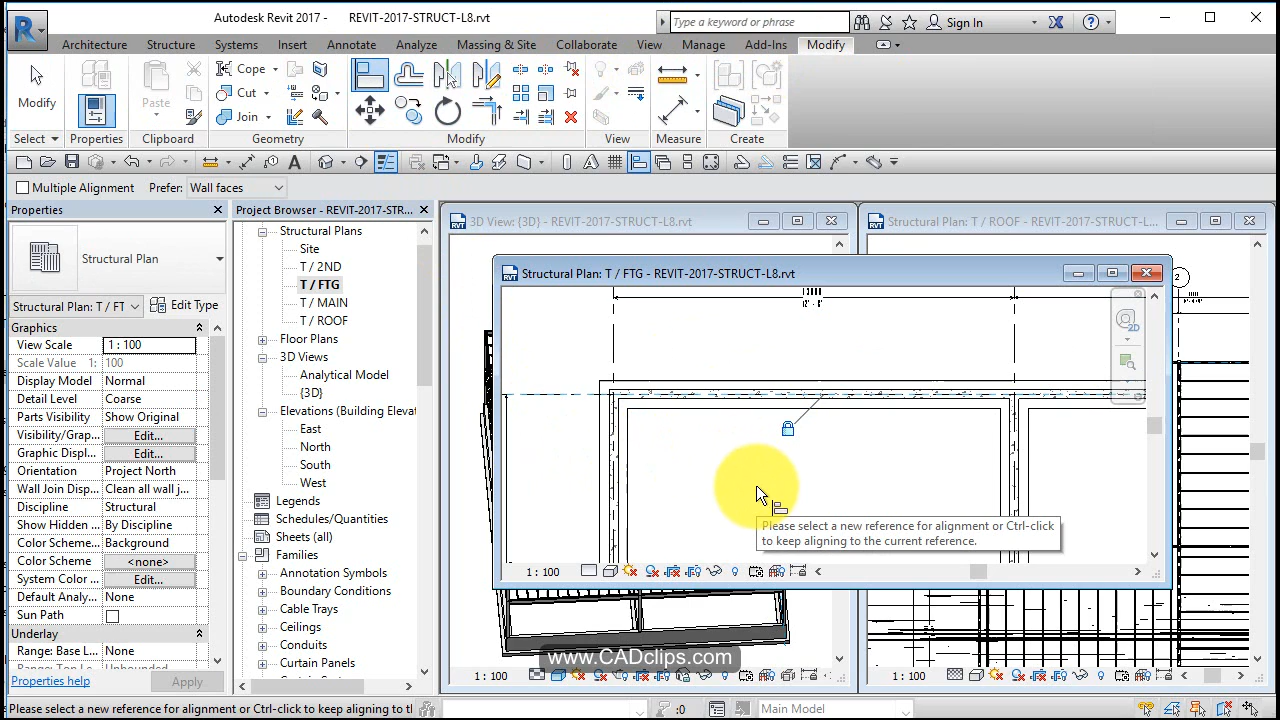 Autodesk Revit 2017 - REVIT-2017-STRUCT-L8.rvt
Type a keyword or phrase
Sign In
Architecture Structure Systems Insert Annotate Analyze Massing & Site Collaborate View Manage Add-Ins Modify
Modify
Paste
Cope
Cut
Join
Select Properties Clipboard Geometry Modify View Measure Create
Multiple Alignment Prefer: Wall faces
Properties
Structural Plan
Structural Plan: T / FT
Edit Type
Graphics
View Scale 1 : 100
Scale Value 1: 100
Display Model Normal
Detail Level Coarse
Parts Visibility Show Original
Visibility/Grap... Edit...
Graphic Displ... Edit...
Orientation Project North
Wall Join Displ... Clean all wall j...
Discipline Structural
Show Hidden ... By Discipline
Color Scheme... Background
Color Scheme <none>
System Color ... Edit...
Default Analy... None
Sun Path
Underlay
Range: Base L... None
Range: Top Le... Unbounded
Properties help
Apply
Project Browser - REVIT-2017-STR...
Structural Plans
Site
T / 2ND
T / FTG
T / MAIN
T / ROOF
Floor Plans
3D Views
Analytical Model
{3D}
Elevations (Building Elevat
East
North
South
West
Legends
Schedules/Quantities
Sheets (all)
Families
Annotation Symbols
Boundary Conditions
Cable Trays
Ceilings
Conduits
Curtain Panels
3D View: {3D} - REVIT-2017-STRUCT-L8.rvt
Structural Plan: T / ROOF - REVIT-2017-STRUCT-L...
Structural Plan: T / FTG - REVIT-2017-STRUCT-L8.rvt
2
2D
Please select a new reference for alignment or Ctrl-click
to keep aligning to the current reference.
1 : 100
1 : 100
1 : 100
www.CADclips.com
Please select a new reference for alignment or Ctrl-click to keep aligning to tl
:0
Main Model